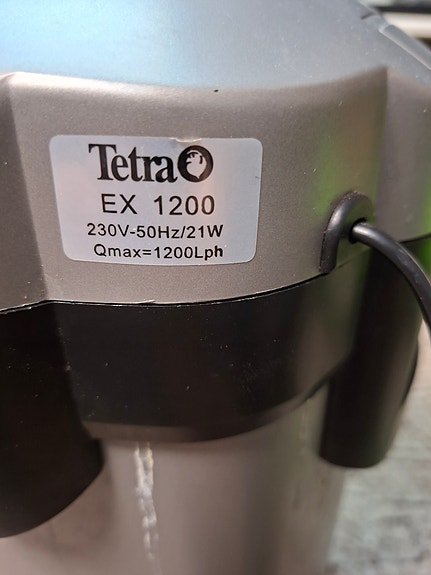 Tetra
EX 1200
230V-50Hz/21W
Qmax=1200Lph